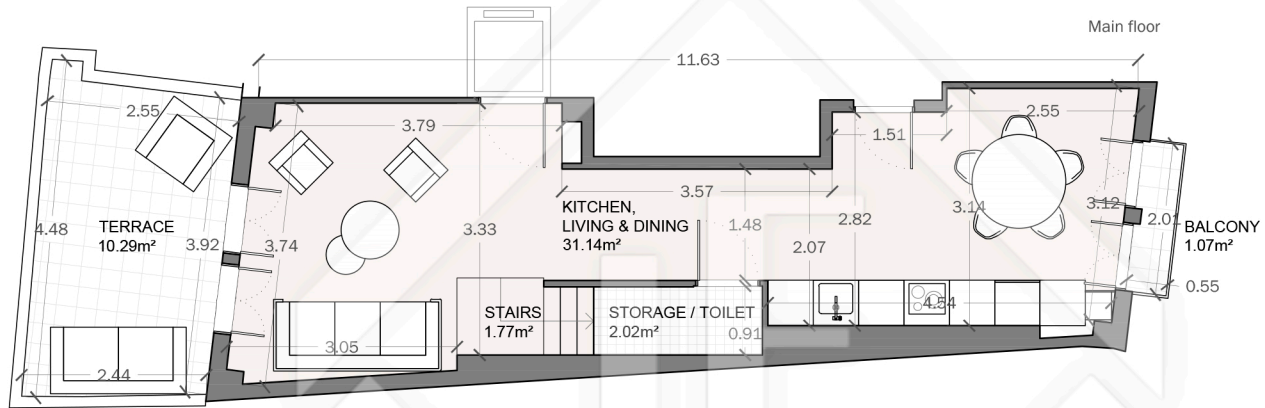 Main floor
11.63
2.55
3.79
1.51
2.55
3.57
KITCHEN,
LIVING & DINING
31.14m²
TERRACE
10.29m²
4.48
3.92
3.74
3.33
1.48
2.07
2.82
3.14
3.12
2.01
BALCONY
1.07m²
0.55
STAIRS
1.77m²
STORAGE / TOILET
2.02m²
0.91
4.54
3.05
2.44